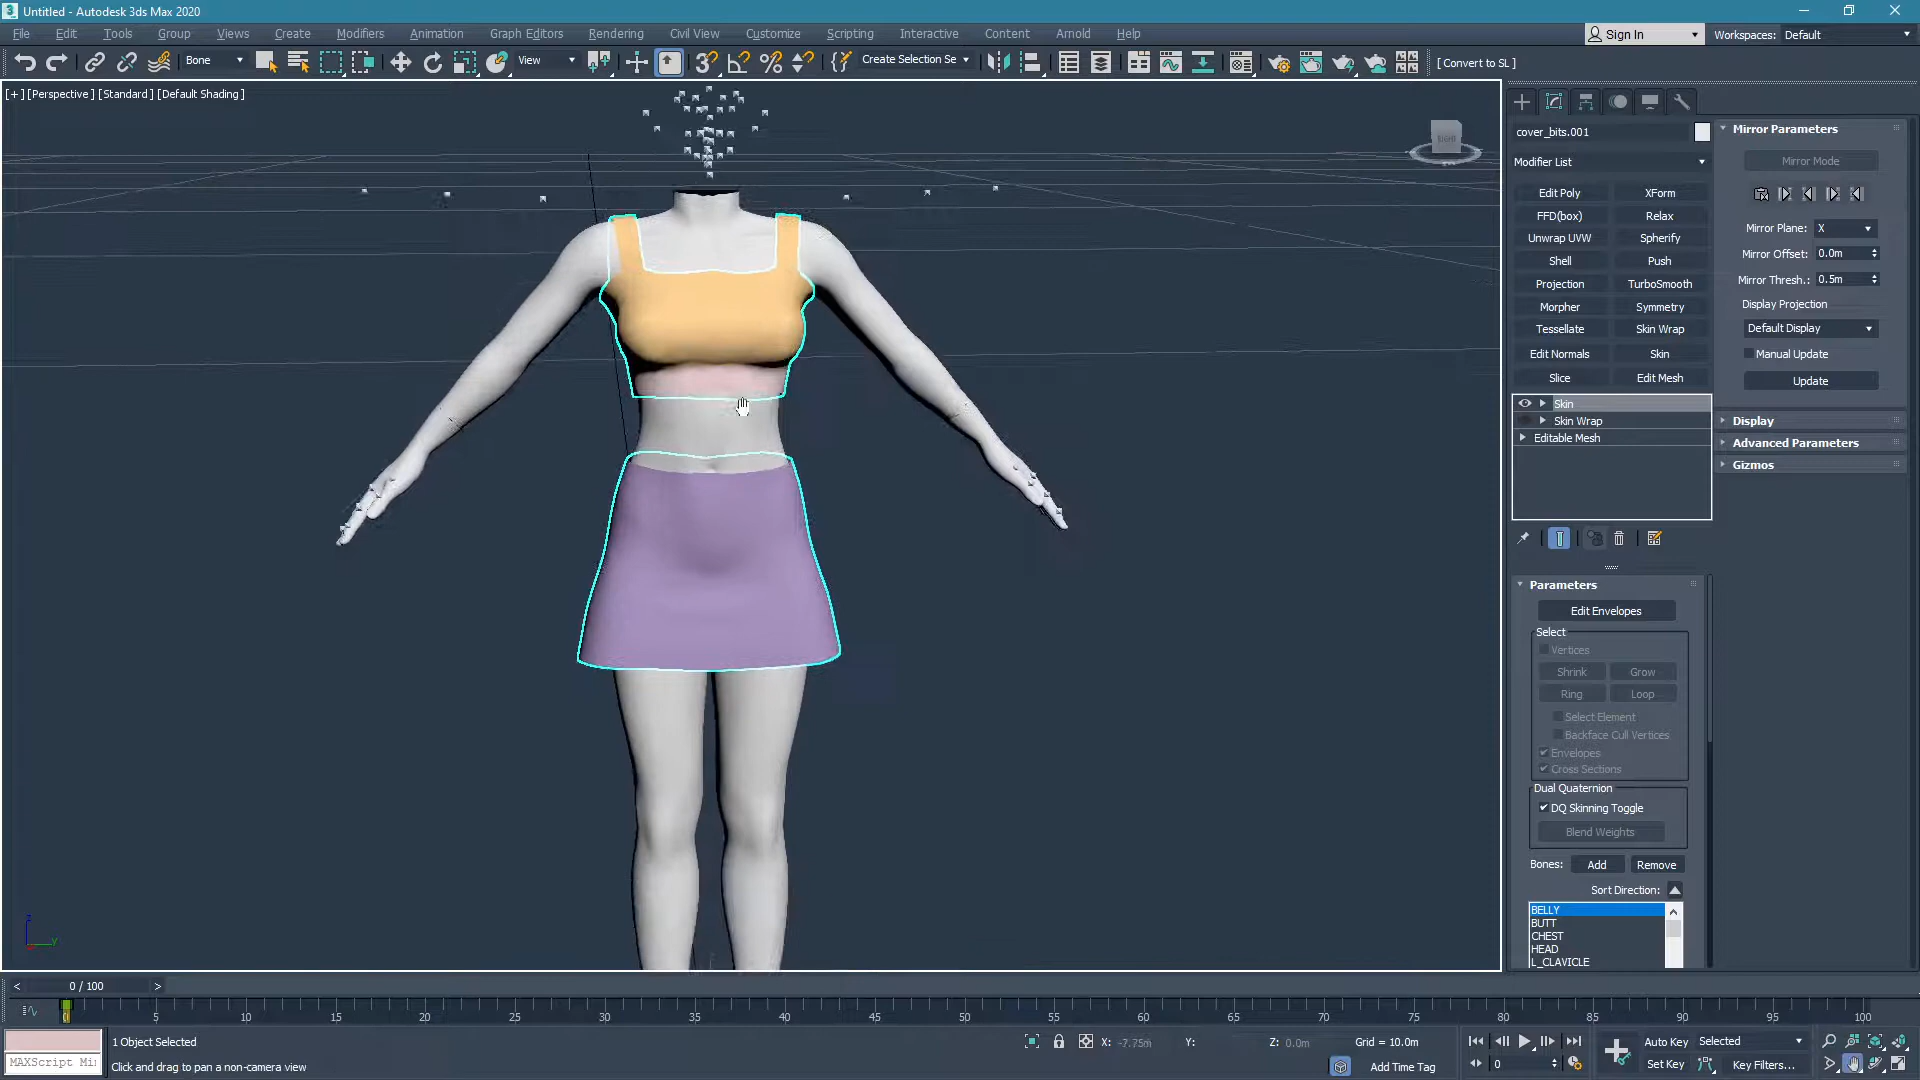 3 Untitled - Autodesk 3ds Max 2020
File Edit Tools Group Views Create Modifiers Animation Graph Editors Rendering Civil View Customize Scripting Interactive Content Arnold Help Sign In Workspaces: Default
Bone View Create Selection Se [ Convert to SL ]
[+] [Perspective] [Standard] [Default Shading]
RIGHT
cover_bits.001
Modifier List
Edit Poly XForm
FFD(box) Relax
Unwrap UVW Spherify
Shell Push
Projection TurboSmooth
Morpher Symmetry
Tessellate Skin Wrap
Edit Normals Skin
Slice Edit Mesh
Skin
Skin Wrap
Editable Mesh
Parameters
Edit Envelopes
Select
Vertices
Shrink Grow
Ring Loop
Select Element
Backface Cull Vertices
Envelopes
Cross Sections
Dual Quaternion
DQ Skinning Toggle
Blend Weights
Bones: Add Remove
Sort Direction:
BELLY
BUTT
CHEST
HEAD
L_CLAVICLE
Mirror Parameters
Mirror Mode
Mirror Plane: X
Mirror Offset: 0.0m
Mirror Thresh.: 0.5m
Display Projection
Default Display
Manual Update
Update
Display
Advanced Parameters
Gizmos
z
y
< 0 / 100 >
0 5 10 15 20 25 30 35 40 45 50 55 60 65 70 75 80 85 90 95 100
1 Object Selected X: -7.75m Y: Z: 0.0m Grid = 10.0m Auto Key Selected
MAXScript Mi Click and drag to pan a non-camera view Add Time Tag 0 Set Key Key Filters...